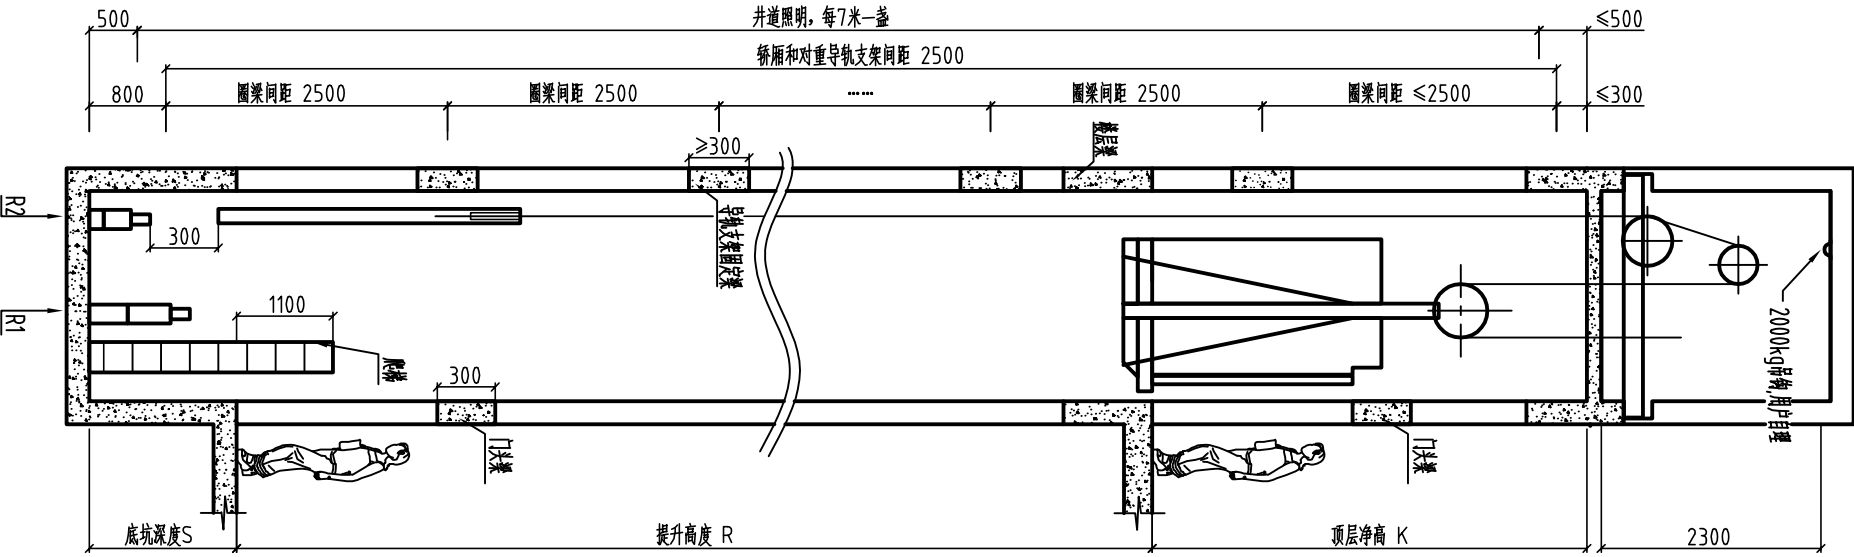 500
井道照明，每7米一盏
≤500
轿厢和对重导轨支架间距 2500
800
圈梁间距 2500
圈梁间距 2500
……
圈梁间距 2500
圈梁间距 ≤2500
≤300
≥300
楼层梁
导轨支架固定梁
R2
300
R1
1100
爬梯
300
门头梁
门头梁
2000kg吊钩,用户自理
底坑深度S
提升高度 R
顶层净高 K
2300